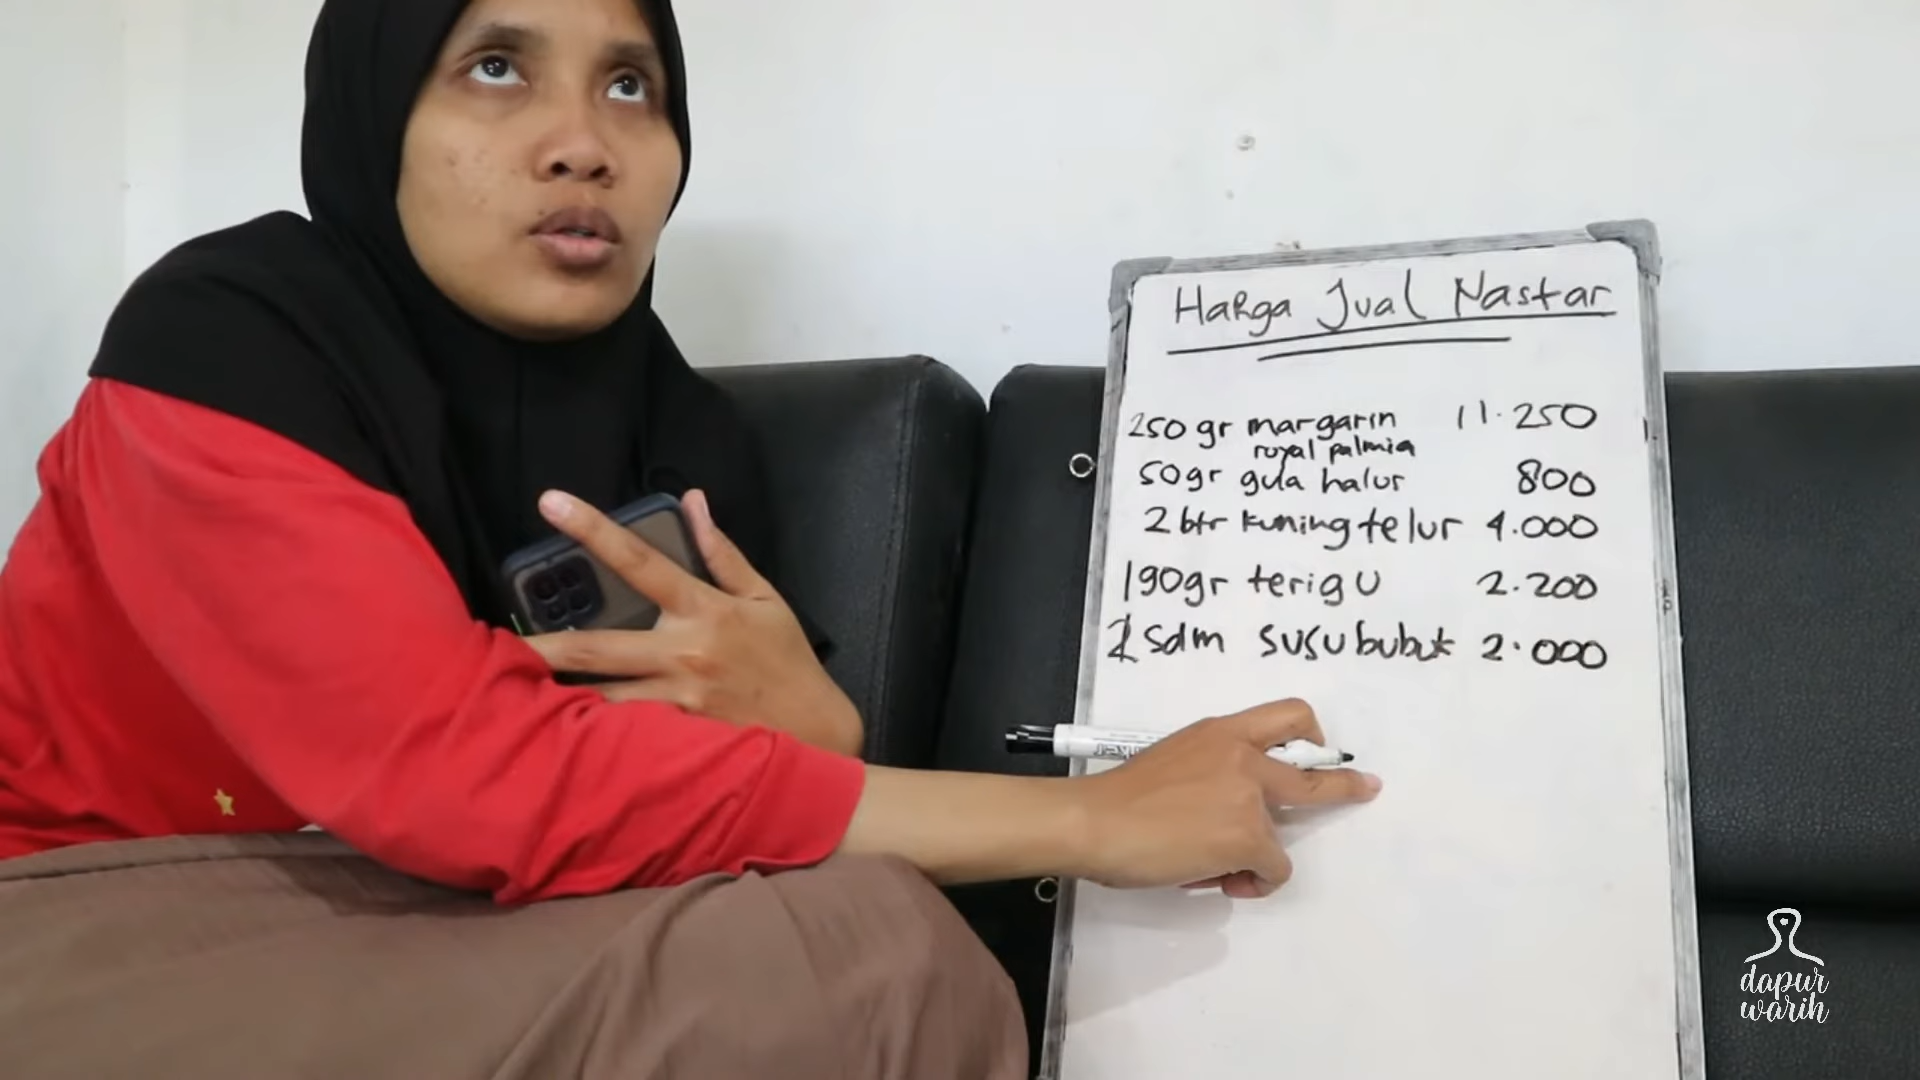 Harga Jual Nastar
250 gr margarin 11.250
royal palmia
50gr gula halus 800
2 btr kuning telur 4.000
190gr terigu 2.200
2 sdm susu bubuk 2.000
dapur
warih